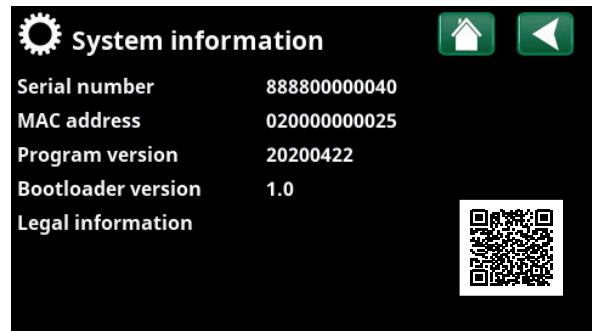 System information
Serial number 888800000040
MAC address 020000000025
Program version 20200422
Bootloader version 1.0
Legal information